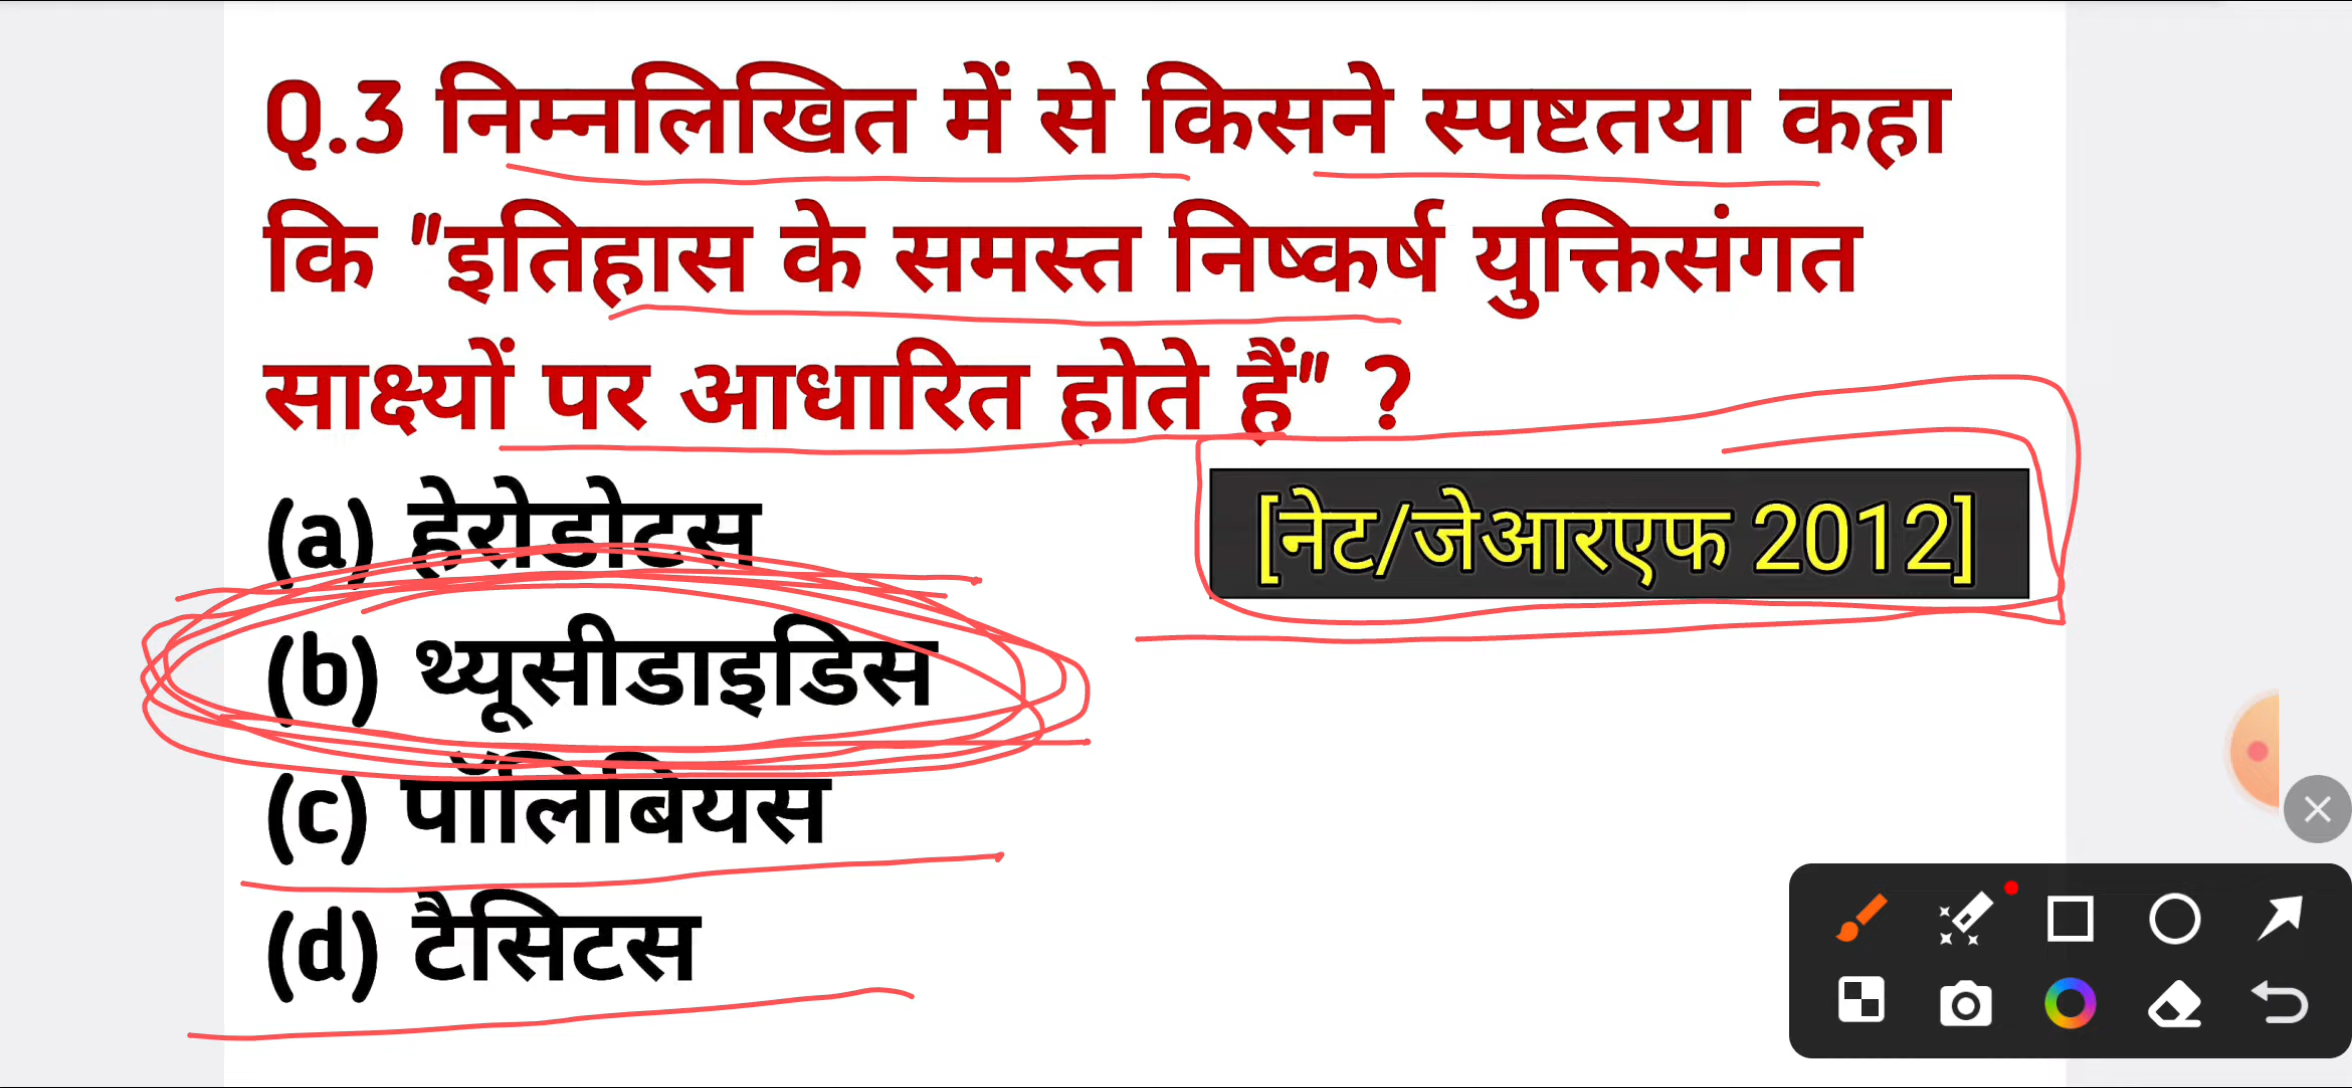 Q.3 निम्नलिखित में से किसने स्पष्टतया कहा
कि "इतिहास के समस्त निष्कर्ष युक्तिसंगत
साक्ष्यों पर आधारित होते हैं" ?
(a) हेरोडोटस
[नेट/जेआरएफ 2012]
(b) थ्यूसीडाइडिस
(c) पॉलिबियस
(d) टैसिटस